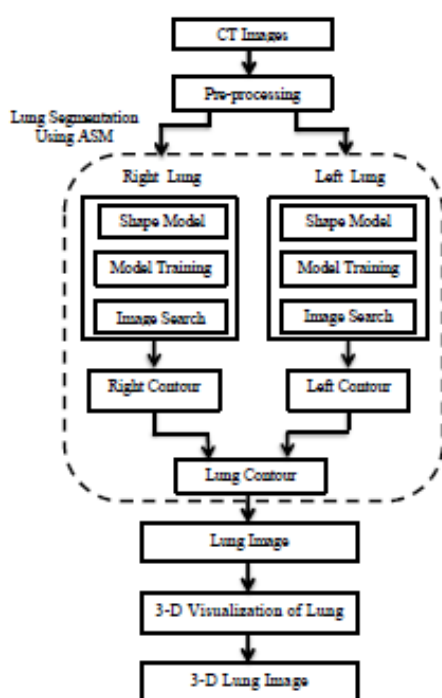 CT Images
Pre-processing
Lung Segmentation
Using ASM
Right Lung
Left Lung
Shape Model
Shape Model
Model Training
Model Training
Image Search
Image Search
Right Contour
Left Contour
Lung Contour
Lung Image
3-D Visualization of Lung
3-D Lung Image